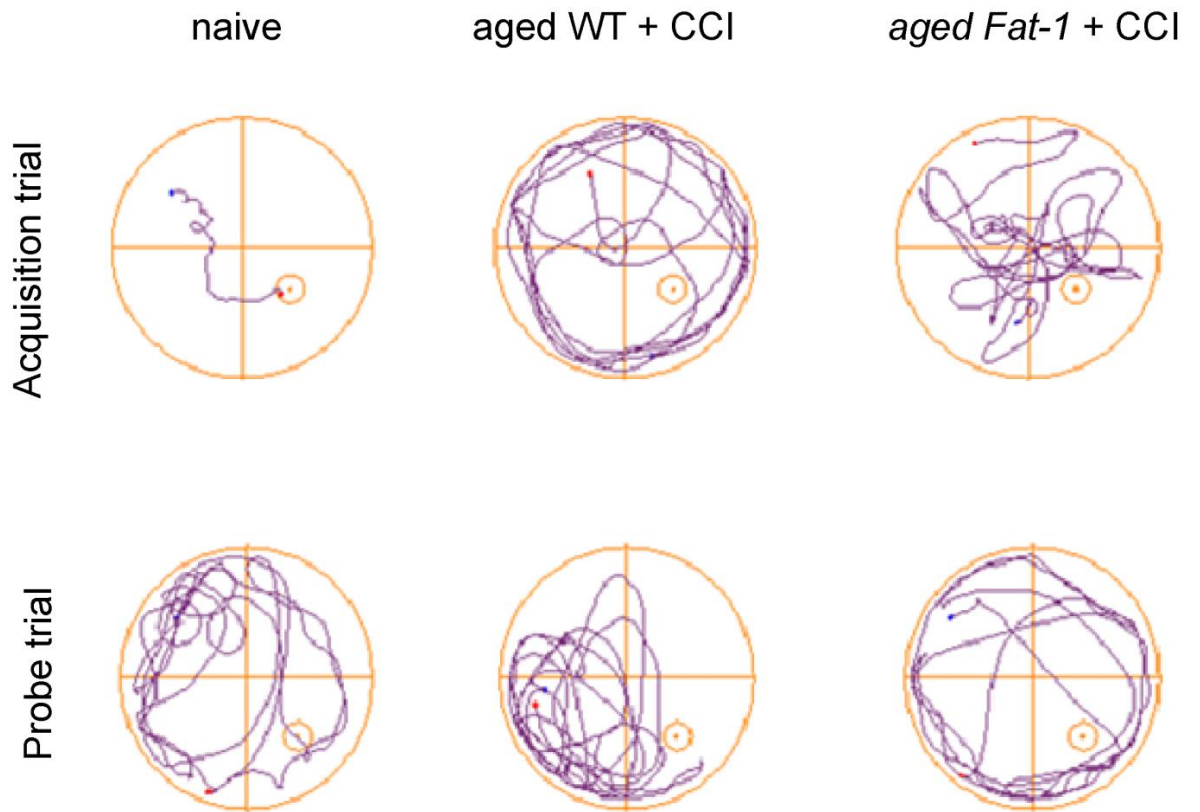 naive aged WT + CCI aged Fat-1 + CCI
Acquisition trial
Probe trial